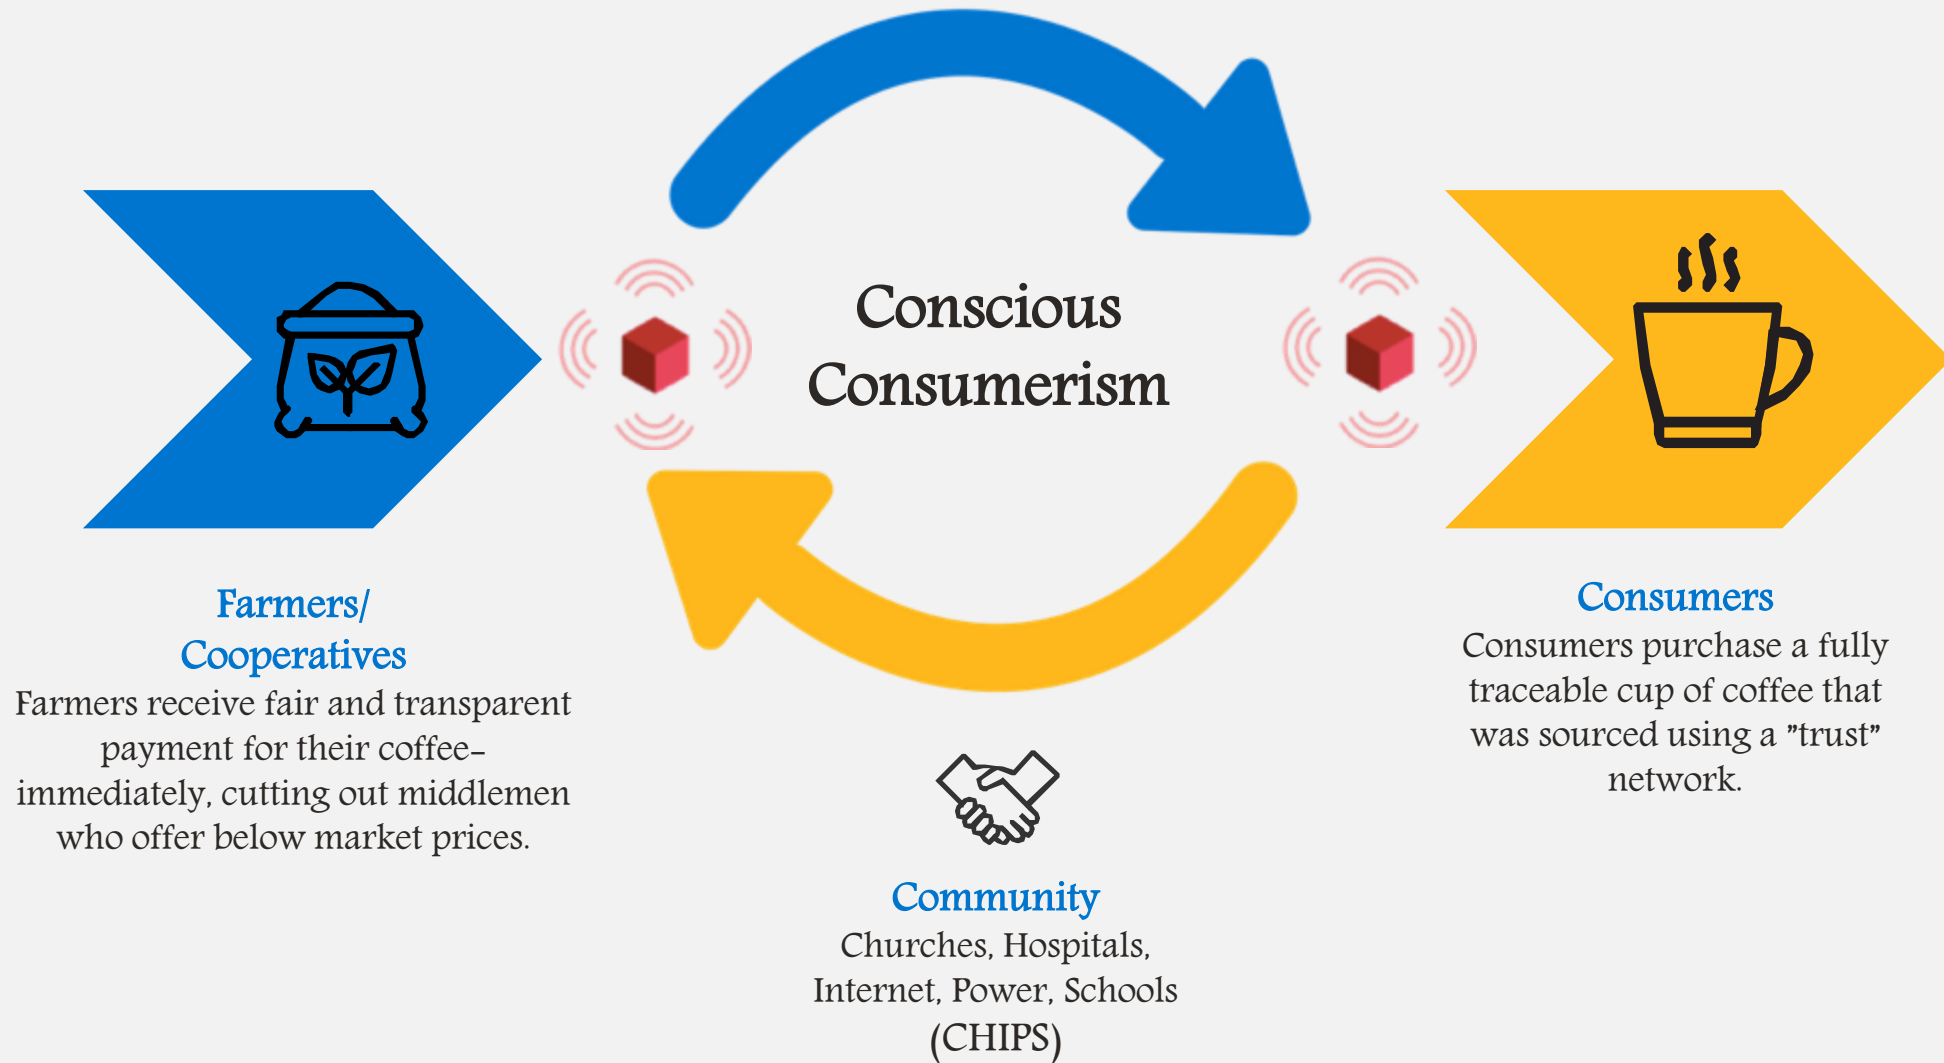 Conscious
Consumerism
Farmers/
Cooperatives
Farmers receive fair and transparent
payment for their coffee–
immediately, cutting out middlemen
who offer below market prices.
Consumers
Consumers purchase a fully
traceable cup of coffee that
was sourced using a "trust"
network.
Community
Churches, Hospitals,
Internet, Power, Schools
(CHIPS)